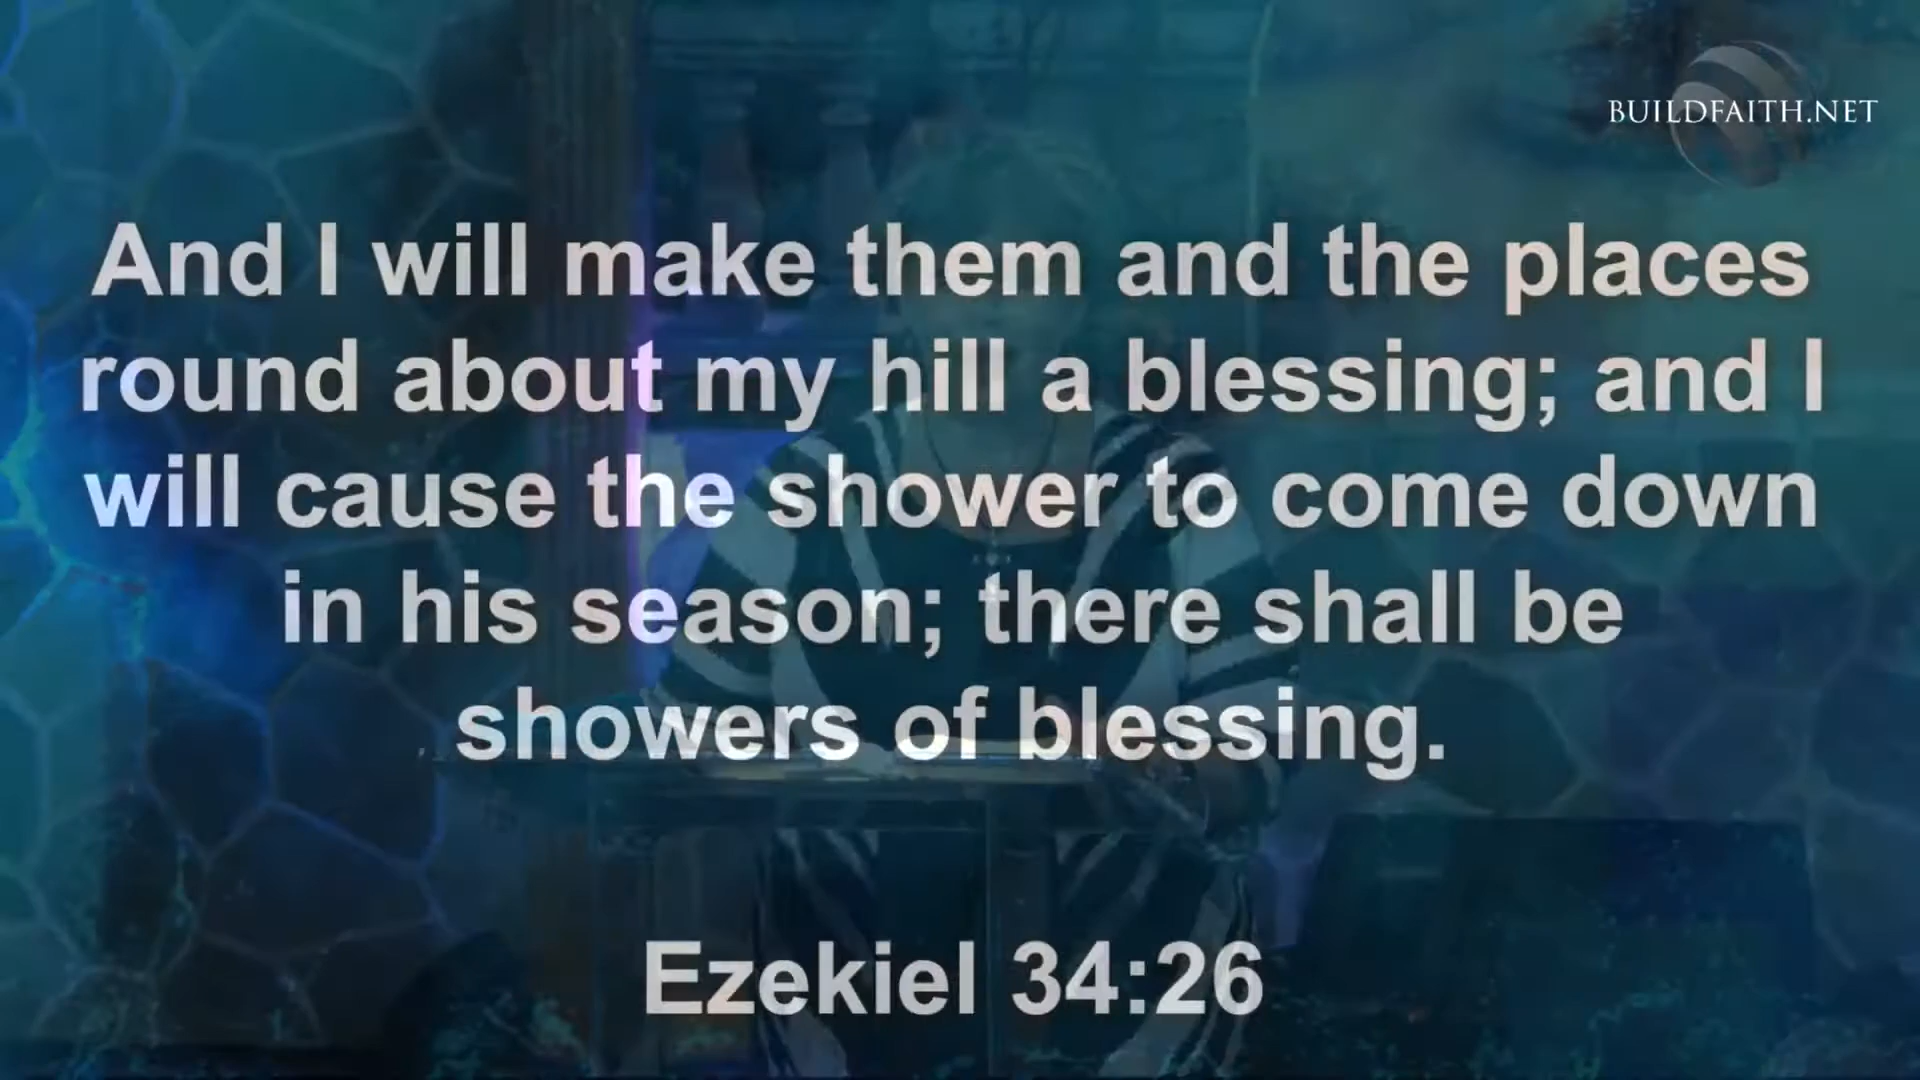 BUILDFAITH.NET
And I will make them and the places
round about my hill a blessing; and I
will cause the shower to come down
in his season; there shall be
showers of blessing.
Ezekiel 34:26